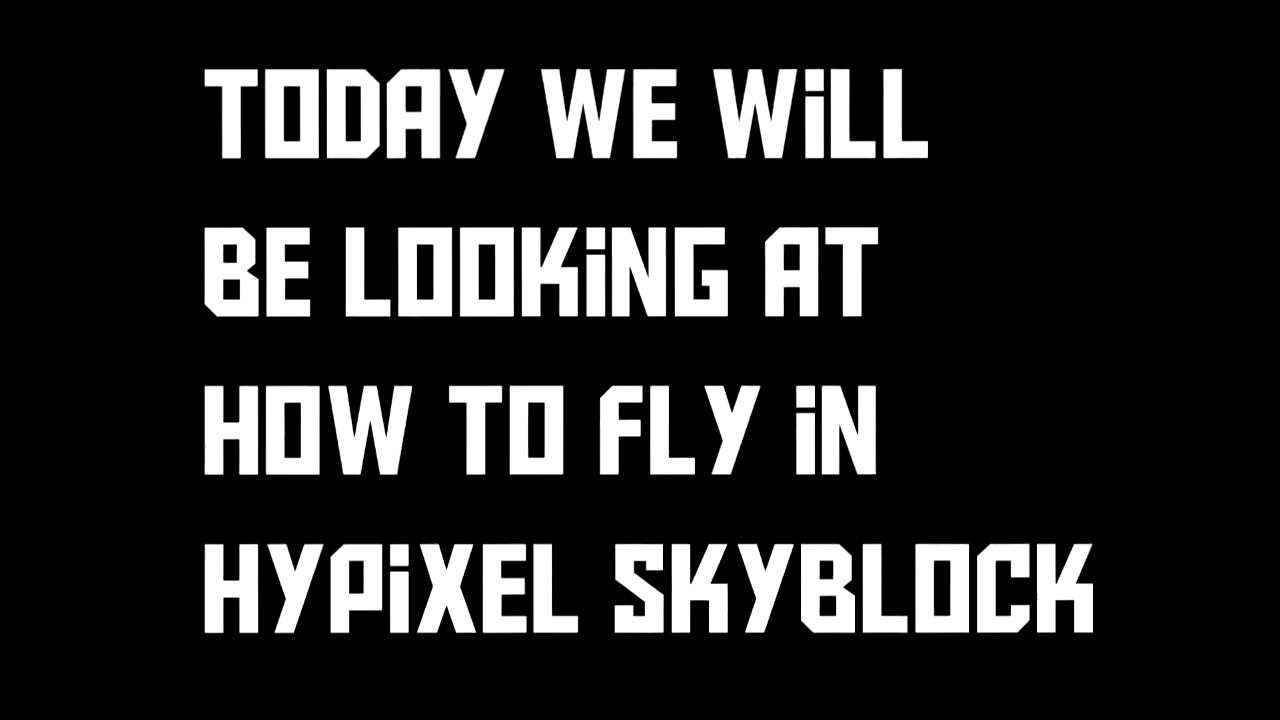 TODAY WE WiLL
BE LOOKiNG AT
HOW TO FLY iN
HYPiXEL SKYBLOCK